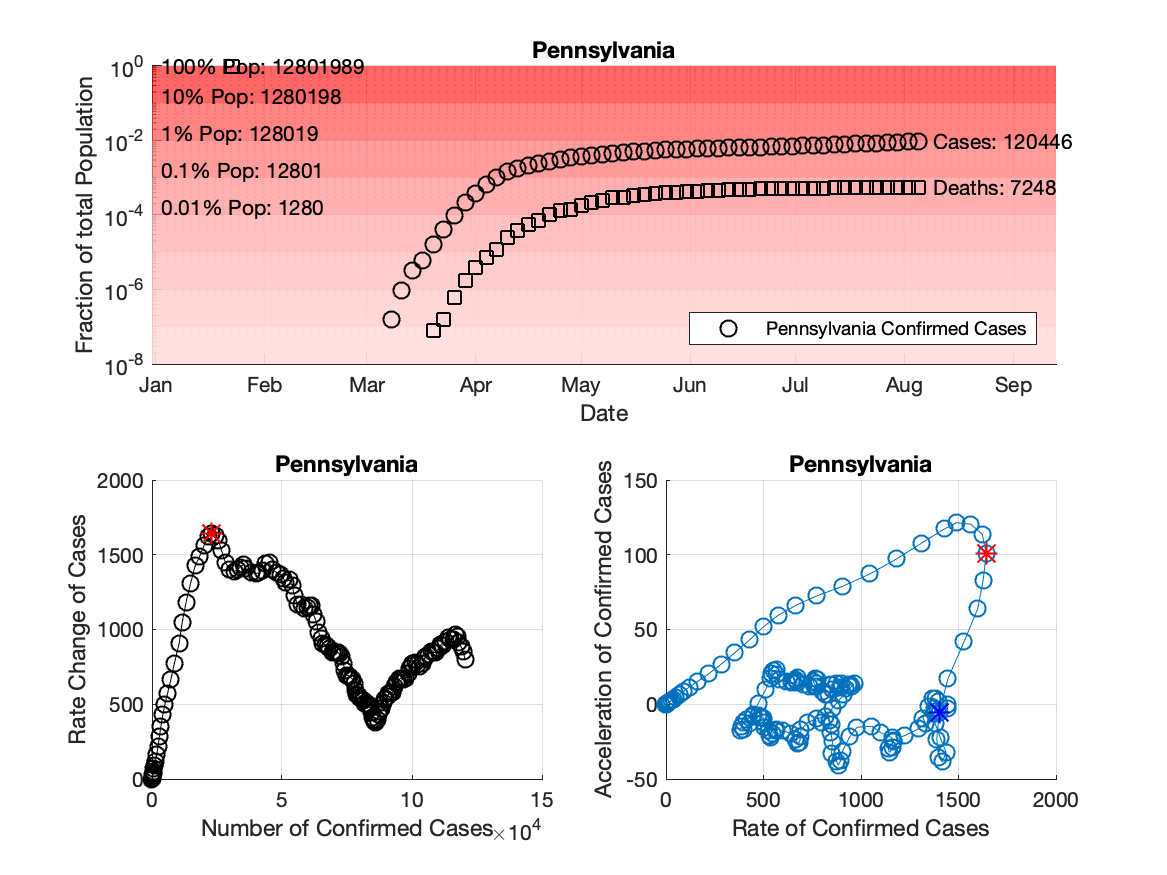 Pennsylvania
10^0
10^-2
10^-4
10^-6
10^-8
Fraction of total Population
100% Pop: 12801989
10% Pop: 1280198
1% Pop: 128019
0.1% Pop: 12801
0.01% Pop: 1280
Cases: 120446
Deaths: 7248
Pennsylvania Confirmed Cases
Jan Feb Mar Apr May Jun Jul Aug Sep
Date
Pennsylvania
2000
1500
1000
500
0
Rate Change of Cases
0 5 10 15
Number of Confirmed Cases ×10^4
Pennsylvania
150
100
50
0
-50
Acceleration of Confirmed Cases
0 500 1000 1500 2000
Rate of Confirmed Cases